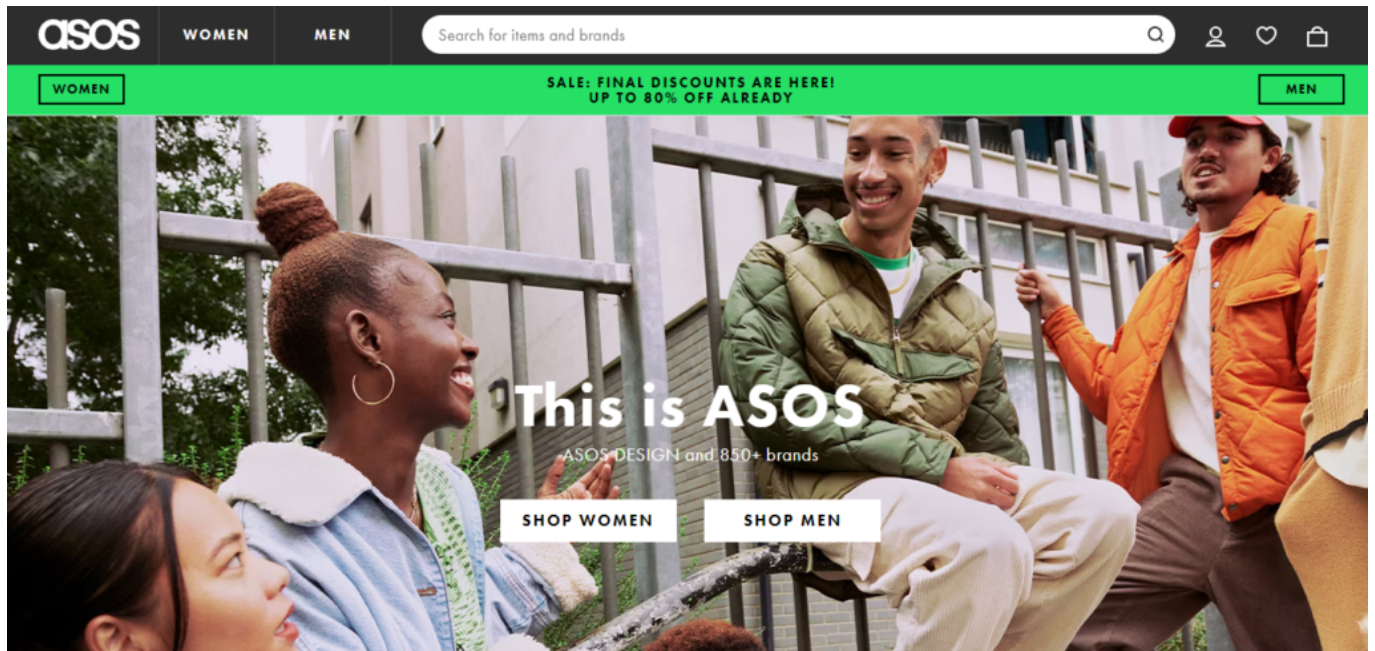 asos
WOMEN
MEN
Search for items and brands
WOMEN
SALE: FINAL DISCOUNTS ARE HERE!
UP TO 80% OFF ALREADY
MEN
This is ASOS
ASOS DESIGN and 850+ brands
SHOP WOMEN
SHOP MEN